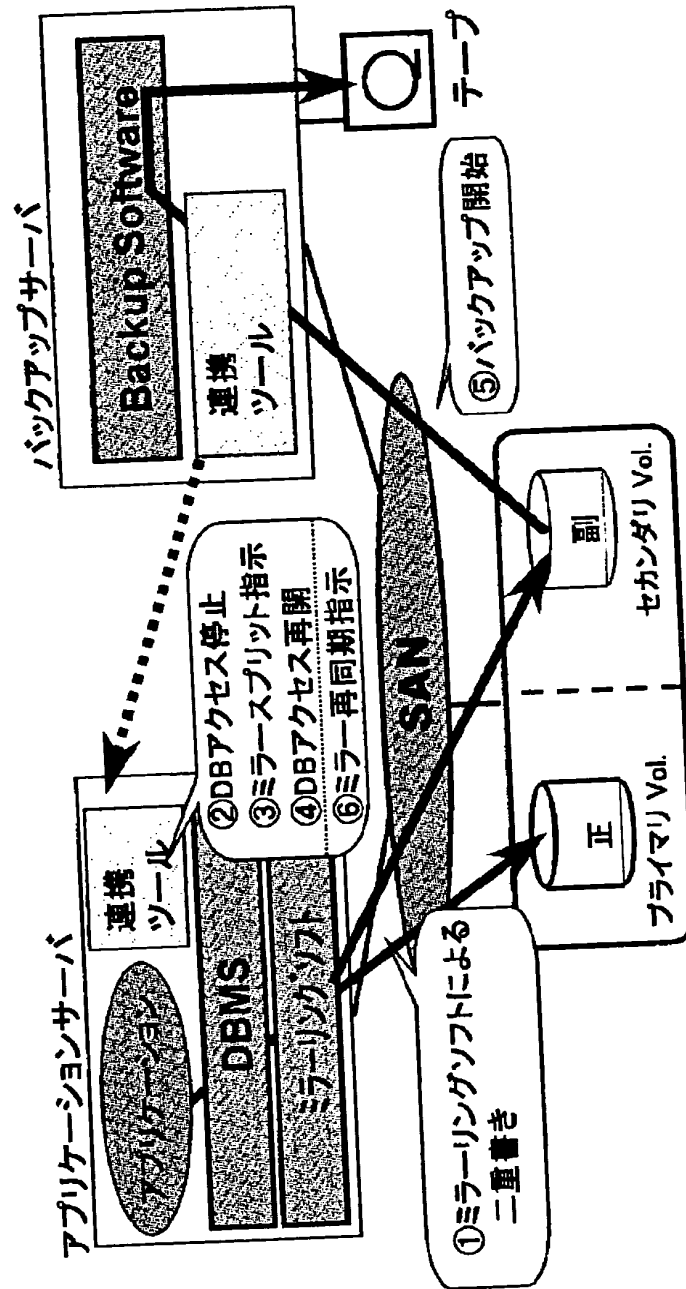 アプリケーションサーバ
アプリケーション
連携
ツール
DBMS
ミラーリングソフト
②DBアクセス停止
③ミラースプリット指示
④DBアクセス再開
⑥ミラー再同期指示
①ミラーリングソフトによる
二重書き
バックアップサーバ
Backup Software
連携
ツール
テープ
SAN
⑤バックアップ開始
正
プライマリ Vol.
副
セカンダリ Vol.